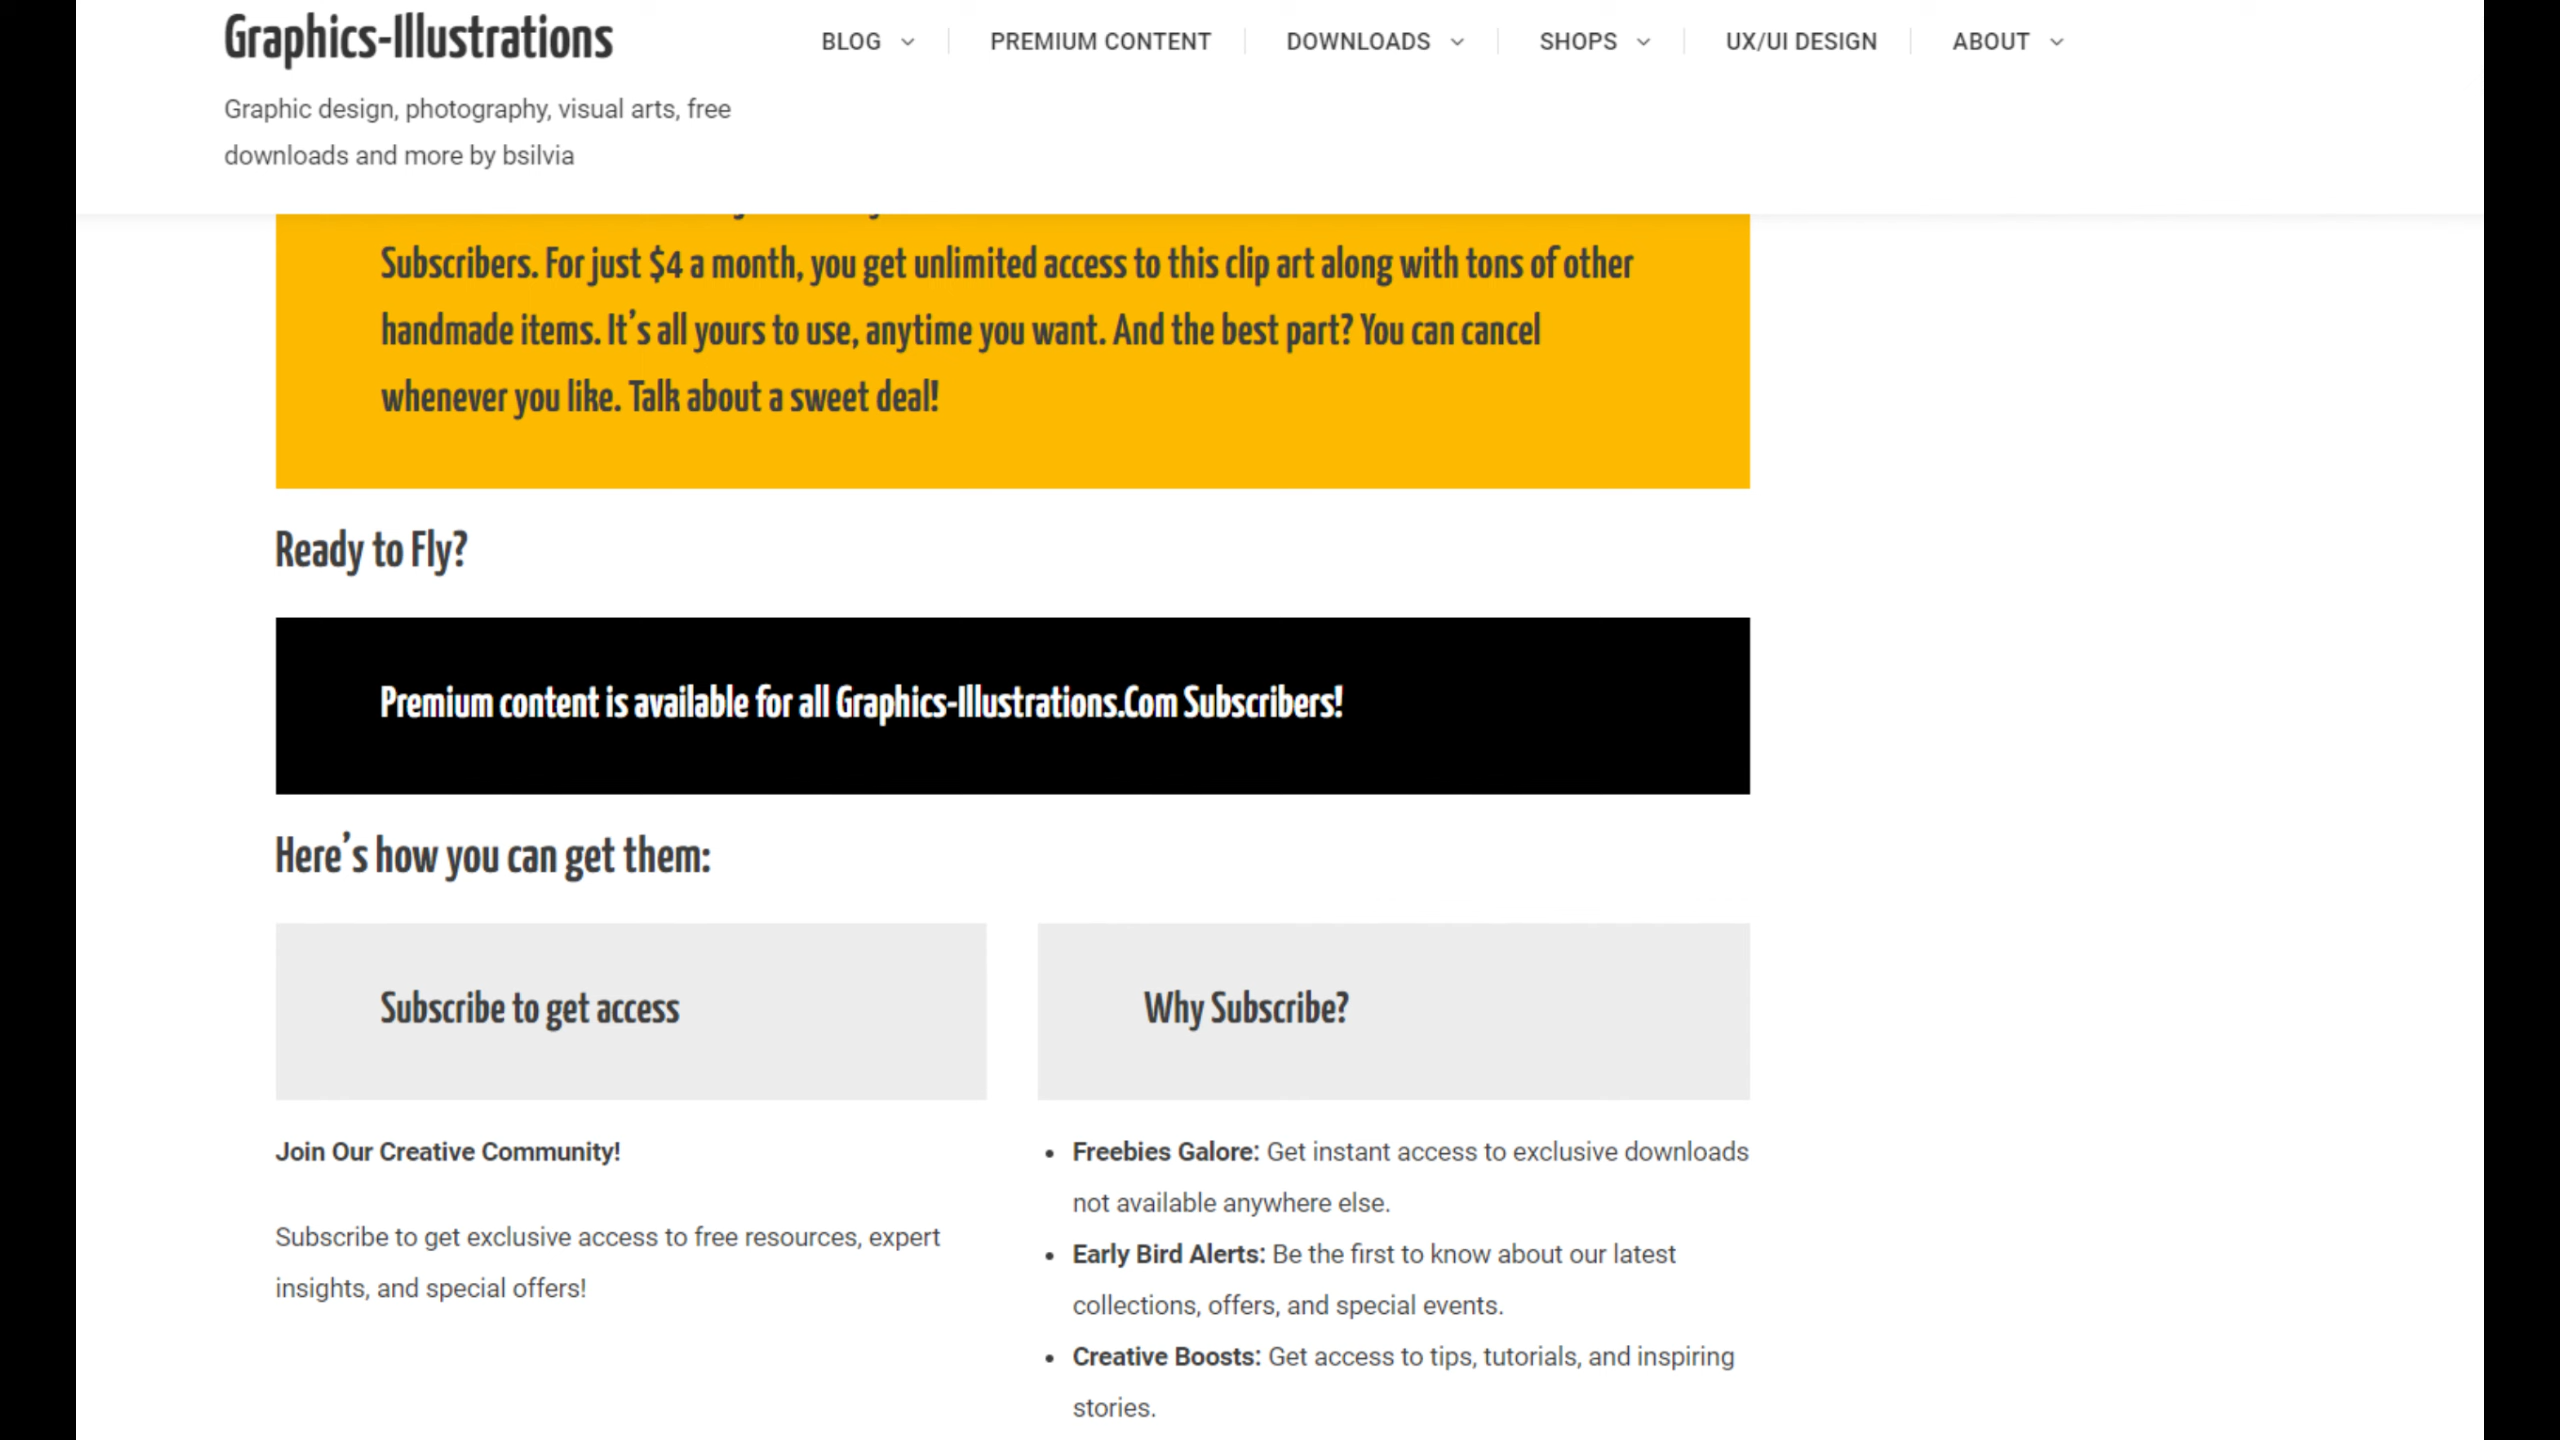 Graphics-Illustrations
BLOG
PREMIUM CONTENT
DOWNLOADS
SHOPS
UX/UI DESIGN
ABOUT
Graphic design, photography, visual arts, free
downloads and more by bsilvia
Subscribers. For just $4 a month, you get unlimited access to this clip art along with tons of other
handmade items. It’s all yours to use, anytime you want. And the best part? You can cancel
whenever you like. Talk about a sweet deal!
Ready to Fly?
Premium content is available for all Graphics-Illustrations.Com Subscribers!
Here’s how you can get them:
Subscribe to get access
Join Our Creative Community!
Subscribe to get exclusive access to free resources, expert
insights, and special offers!
Why Subscribe?
• Freebies Galore: Get instant access to exclusive downloads
not available anywhere else.
• Early Bird Alerts: Be the first to know about our latest
collections, offers, and special events.
• Creative Boosts: Get access to tips, tutorials, and inspiring
stories.